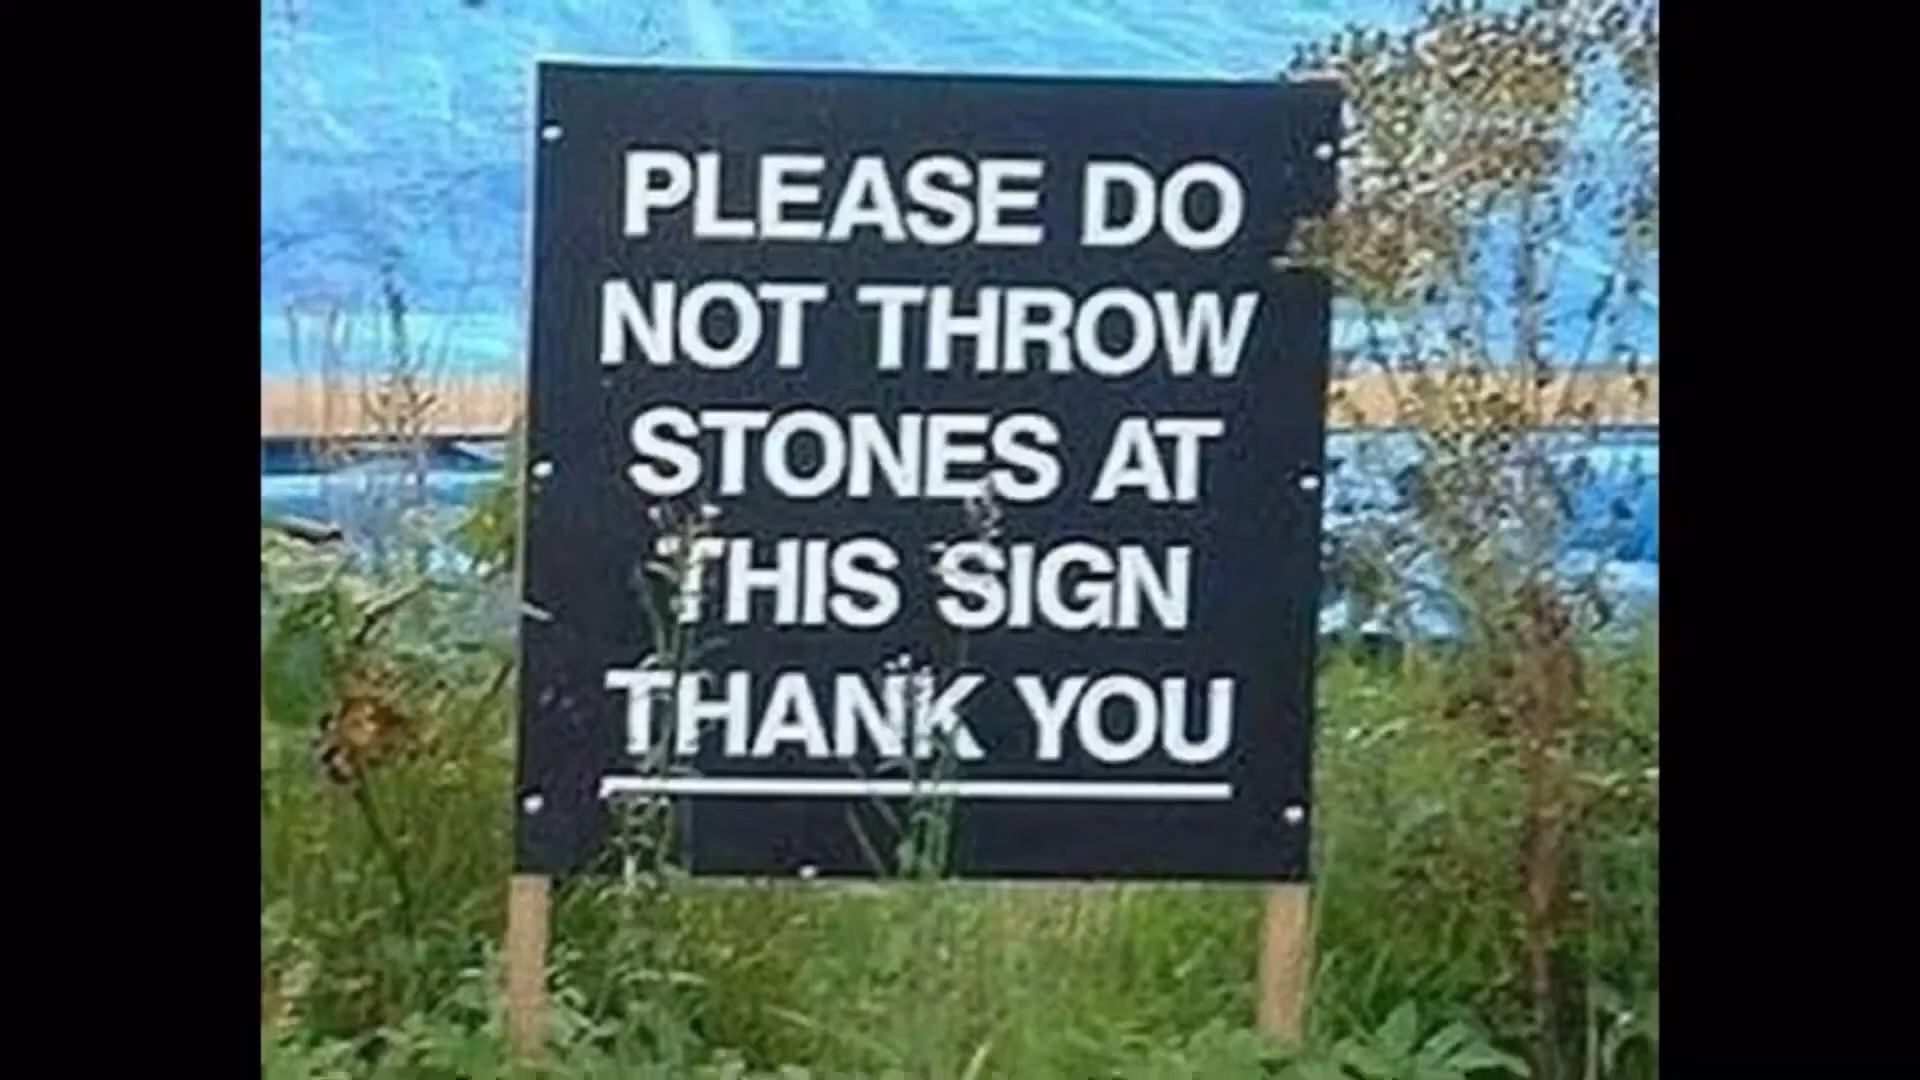 PLEASE DO
NOT THROW
STONES AT
THIS SIGN
THANK YOU